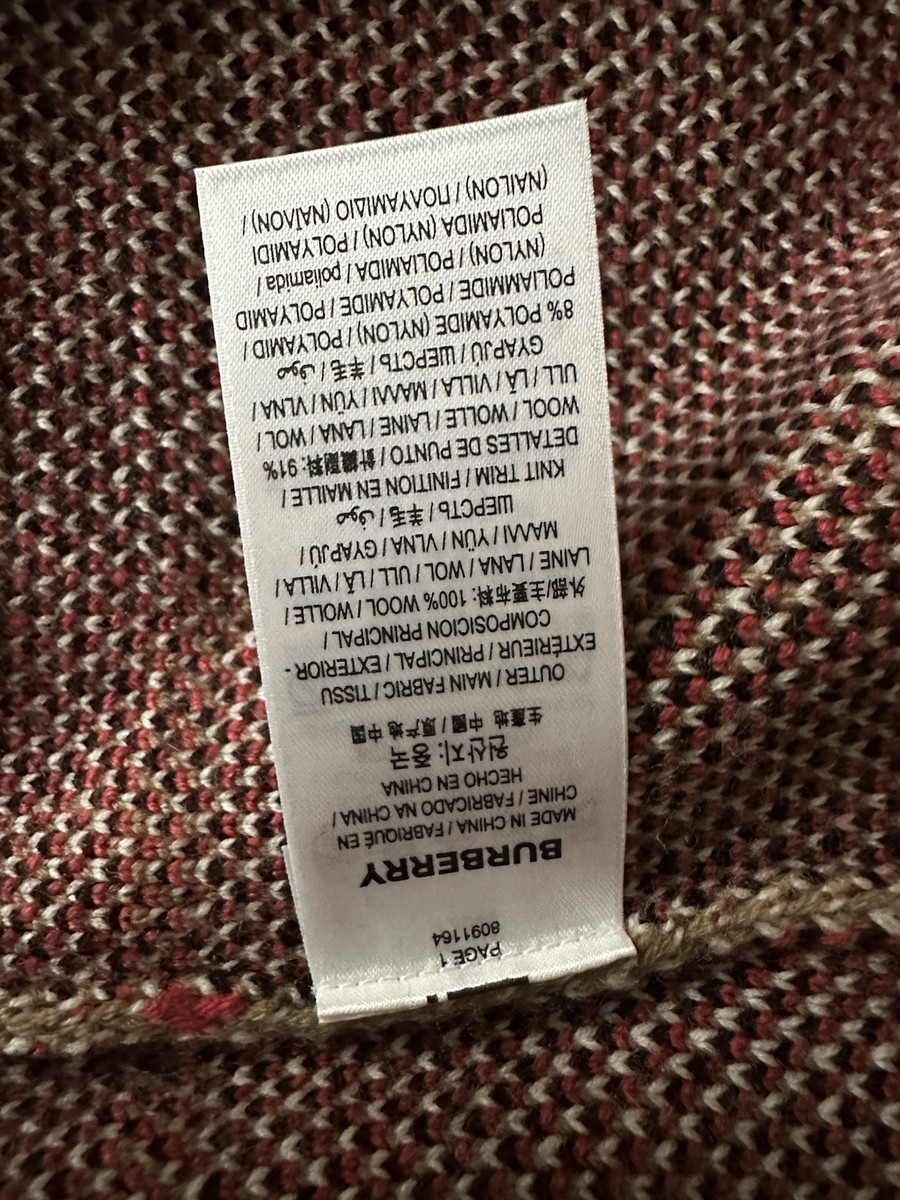 PAGE 1
8091164
BURBERRY
MADE IN CHINA / FABRIQUÉ EN
CHINE / FABRICADO NA CHINA /
HECHO EN CHINA
원산지: 중국
生產地 中國 / 原产地 中国
OUTER / MAIN FABRIC / TISSU
EXTÉRIEUR / PRINCIPAL / EXTERIOR -
COMPOSICION PRINCIPAL /
外部/主要布料: 100% WOOL / WOLLE /
LAINE / LANA / WOL / ULL / LÃ / VILLA /
ΜΑΛΛΙ / YÜN / VLNA / GYAPJÚ /
ШЕРСТЬ / 羊毛 / صوف
KNIT TRIM / FINITION EN MAILLE /
DETALLES DE PUNTO / 針織副料: 91%
WOOL / WOLLE / LAINE / LANA / WOL /
ULL / LÃ / VILLA / ΜΑΛΛΙ / YÜN / VLNA /
GYAPJÚ / ШЕРСТЬ / 羊毛 / صوف /
8% POLYAMIDE (NYLON) / POLYAMID /
POLIAMMIDE / POLYAMIDE / POLYAMID
(NYLON) / POLIAMIDA / poliamida /
POLIAMIDA (NYLON) / POLYAMIDI
(NAILON) / ΠΟΛΥΑΜΙΔΙΟ (ΝΑΪΛΟΝ) /